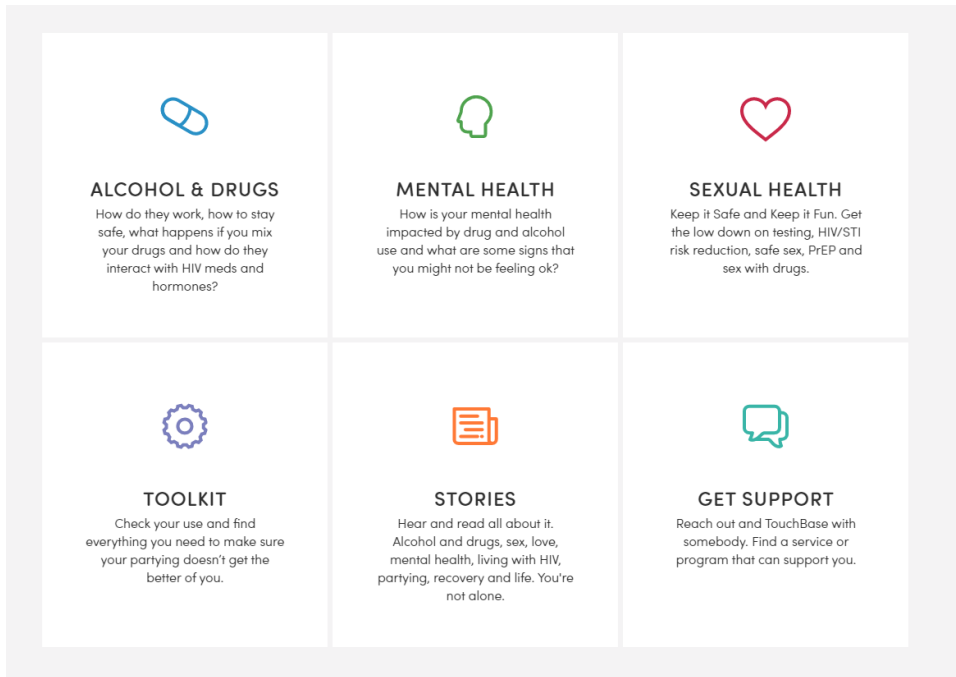 ALCOHOL & DRUGS
How do they work, how to stay
safe, what happens if you mix
your drugs and how do they
interact with HIV meds and
hormones?
MENTAL HEALTH
How is your mental health
impacted by drug and alcohol
use and what are some signs that
you might not be feeling ok?
SEXUAL HEALTH
Keep it Safe and Keep it Fun. Get
the low down on testing, HIV/STI
risk reduction, safe sex, PrEP and
sex with drugs.
TOOLKIT
Check your use and find
everything you need to make sure
your partying doesn't get the
better of you.
STORIES
Hear and read all about it.
Alcohol and drugs, sex, love,
mental health, living with HIV,
partying, recovery and life. You're
not alone.
GET SUPPORT
Reach out and TouchBase with
somebody. Find a service or
program that can support you.